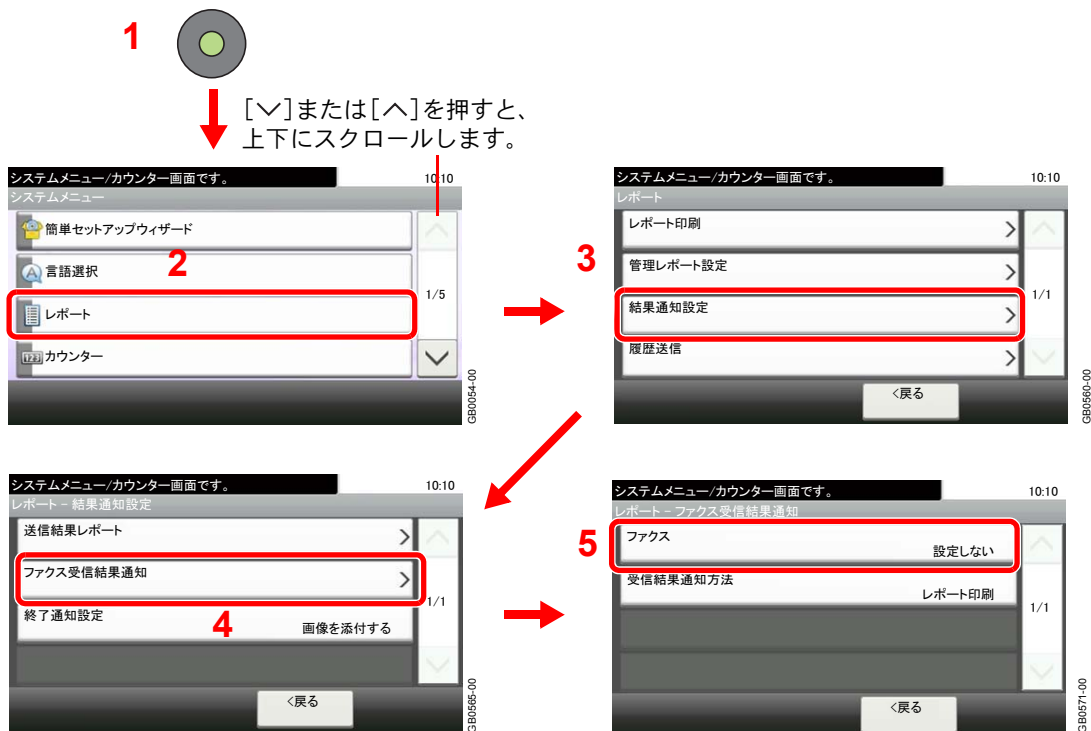 1
[∨]または[∧]を押すと、
上下にスクロールします。
システムメニュー/カウンター画面です。
10:10
システムメニュー
簡単セットアップウィザード
2
言語選択
レポート
1/5
123 カウンター
GB0054-00
システムメニュー/カウンター画面です。
10:10
レポート
レポート印刷
3
管理レポート設定
結果通知設定
1/1
履歴送信
<戻る
GB0560-00
システムメニュー/カウンター画面です。
10:10
レポート - 結果通知設定
送信結果レポート
ファクス受信結果通知
1/1
終了通知設定
4
画像を添付する
<戻る
GB0565-00
システムメニュー/カウンター画面です。
10:10
レポート - ファクス受信結果通知
5
ファクス
設定しない
受信結果通知方法
レポート印刷
1/1
<戻る
GB0571-00